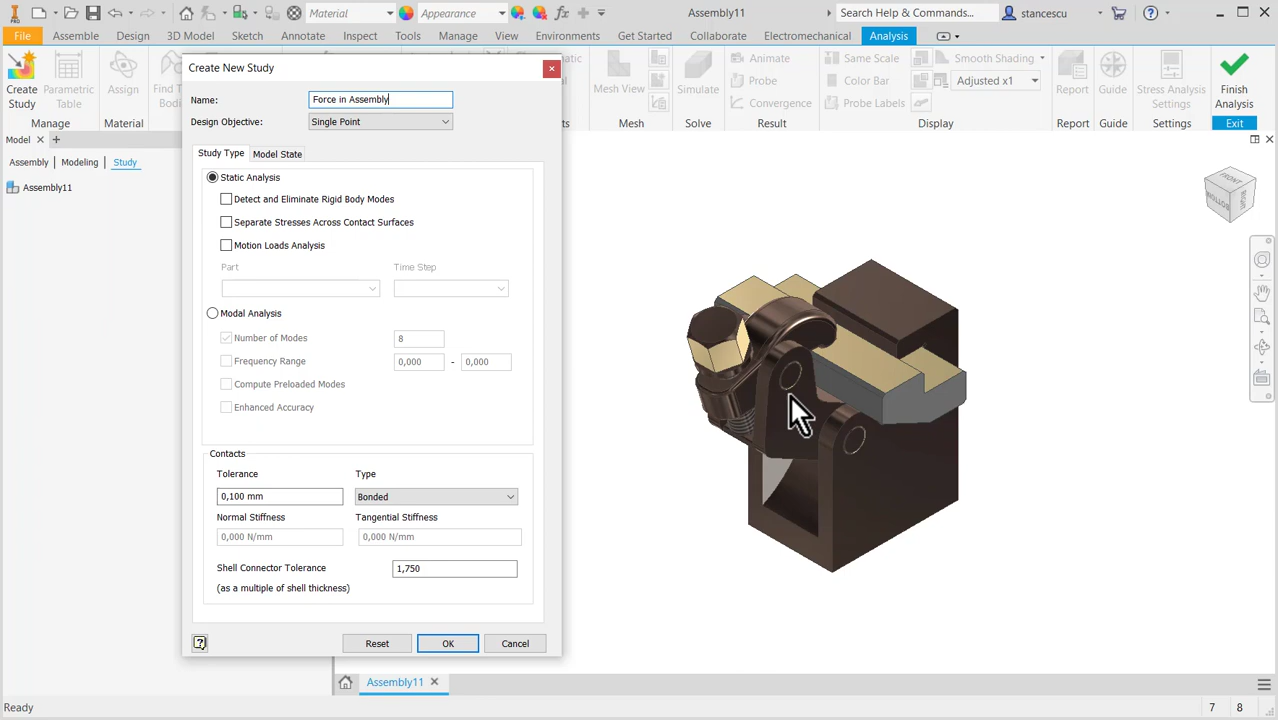 Material
Appearance
Assembly11
Search Help & Commands...
stancescu
File
Assemble
Design
3D Model
Sketch
Annotate
Inspect
Tools
Manage
View
Environments
Get Started
Collaborate
Electromechanical
Analysis
Create
Study
Parametric
Table
Assign
Mesh View
Simulate
Animate
Probe
Convergence
Same Scale
Color Bar
Probe Labels
Smooth Shading
Adjusted x1
Report
Guide
Stress Analysis
Settings
Finish
Analysis
Manage
Material
Mesh
Solve
Result
Display
Report
Guide
Settings
Exit
Model
Assembly
Modeling
Study
Assembly11
Create New Study
Name:
Force in Assembly
Design Objective:
Single Point
Study Type
Model State
Static Analysis
Detect and Eliminate Rigid Body Modes
Separate Stresses Across Contact Surfaces
Motion Loads Analysis
Part
Time Step
Modal Analysis
Number of Modes
8
Frequency Range
0,000 - 0,000
Compute Preloaded Modes
Enhanced Accuracy
Contacts
Tolerance
Type
0,100 mm
Bonded
Normal Stiffness
Tangential Stiffness
0,000 N/mm
0,000 N/mm
Shell Connector Tolerance
1,750
(as a multiple of shell thickness)
Reset
OK
Cancel
FRONT
RIGHT
BOTTOM
Assembly11
Ready
7 8